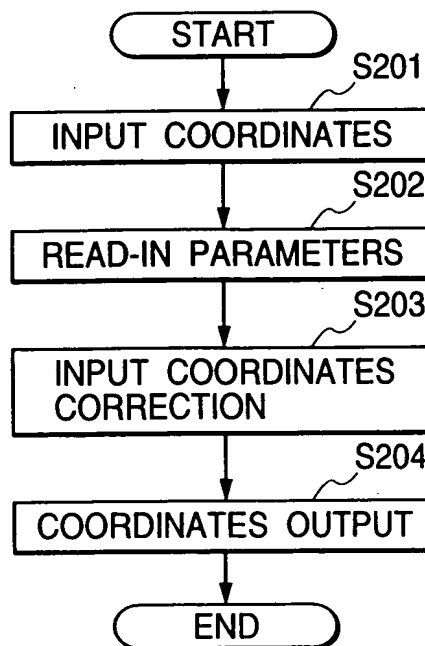 START
S201
INPUT COORDINATES
S202
READ-IN PARAMETERS
S203
INPUT COORDINATES
CORRECTION
S204
COORDINATES OUTPUT
END